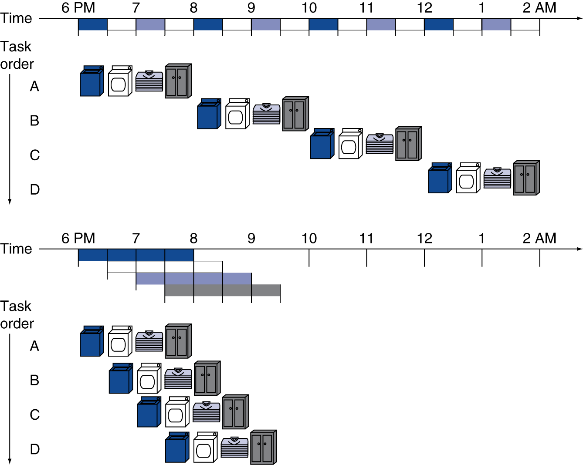 6 PM 7 8 9 10 11 12 1 2 AM
Time
Task
order
A
B
C
D
6 PM 7 8 9 10 11 12 1 2 AM
Time
Task
order
A
B
C
D